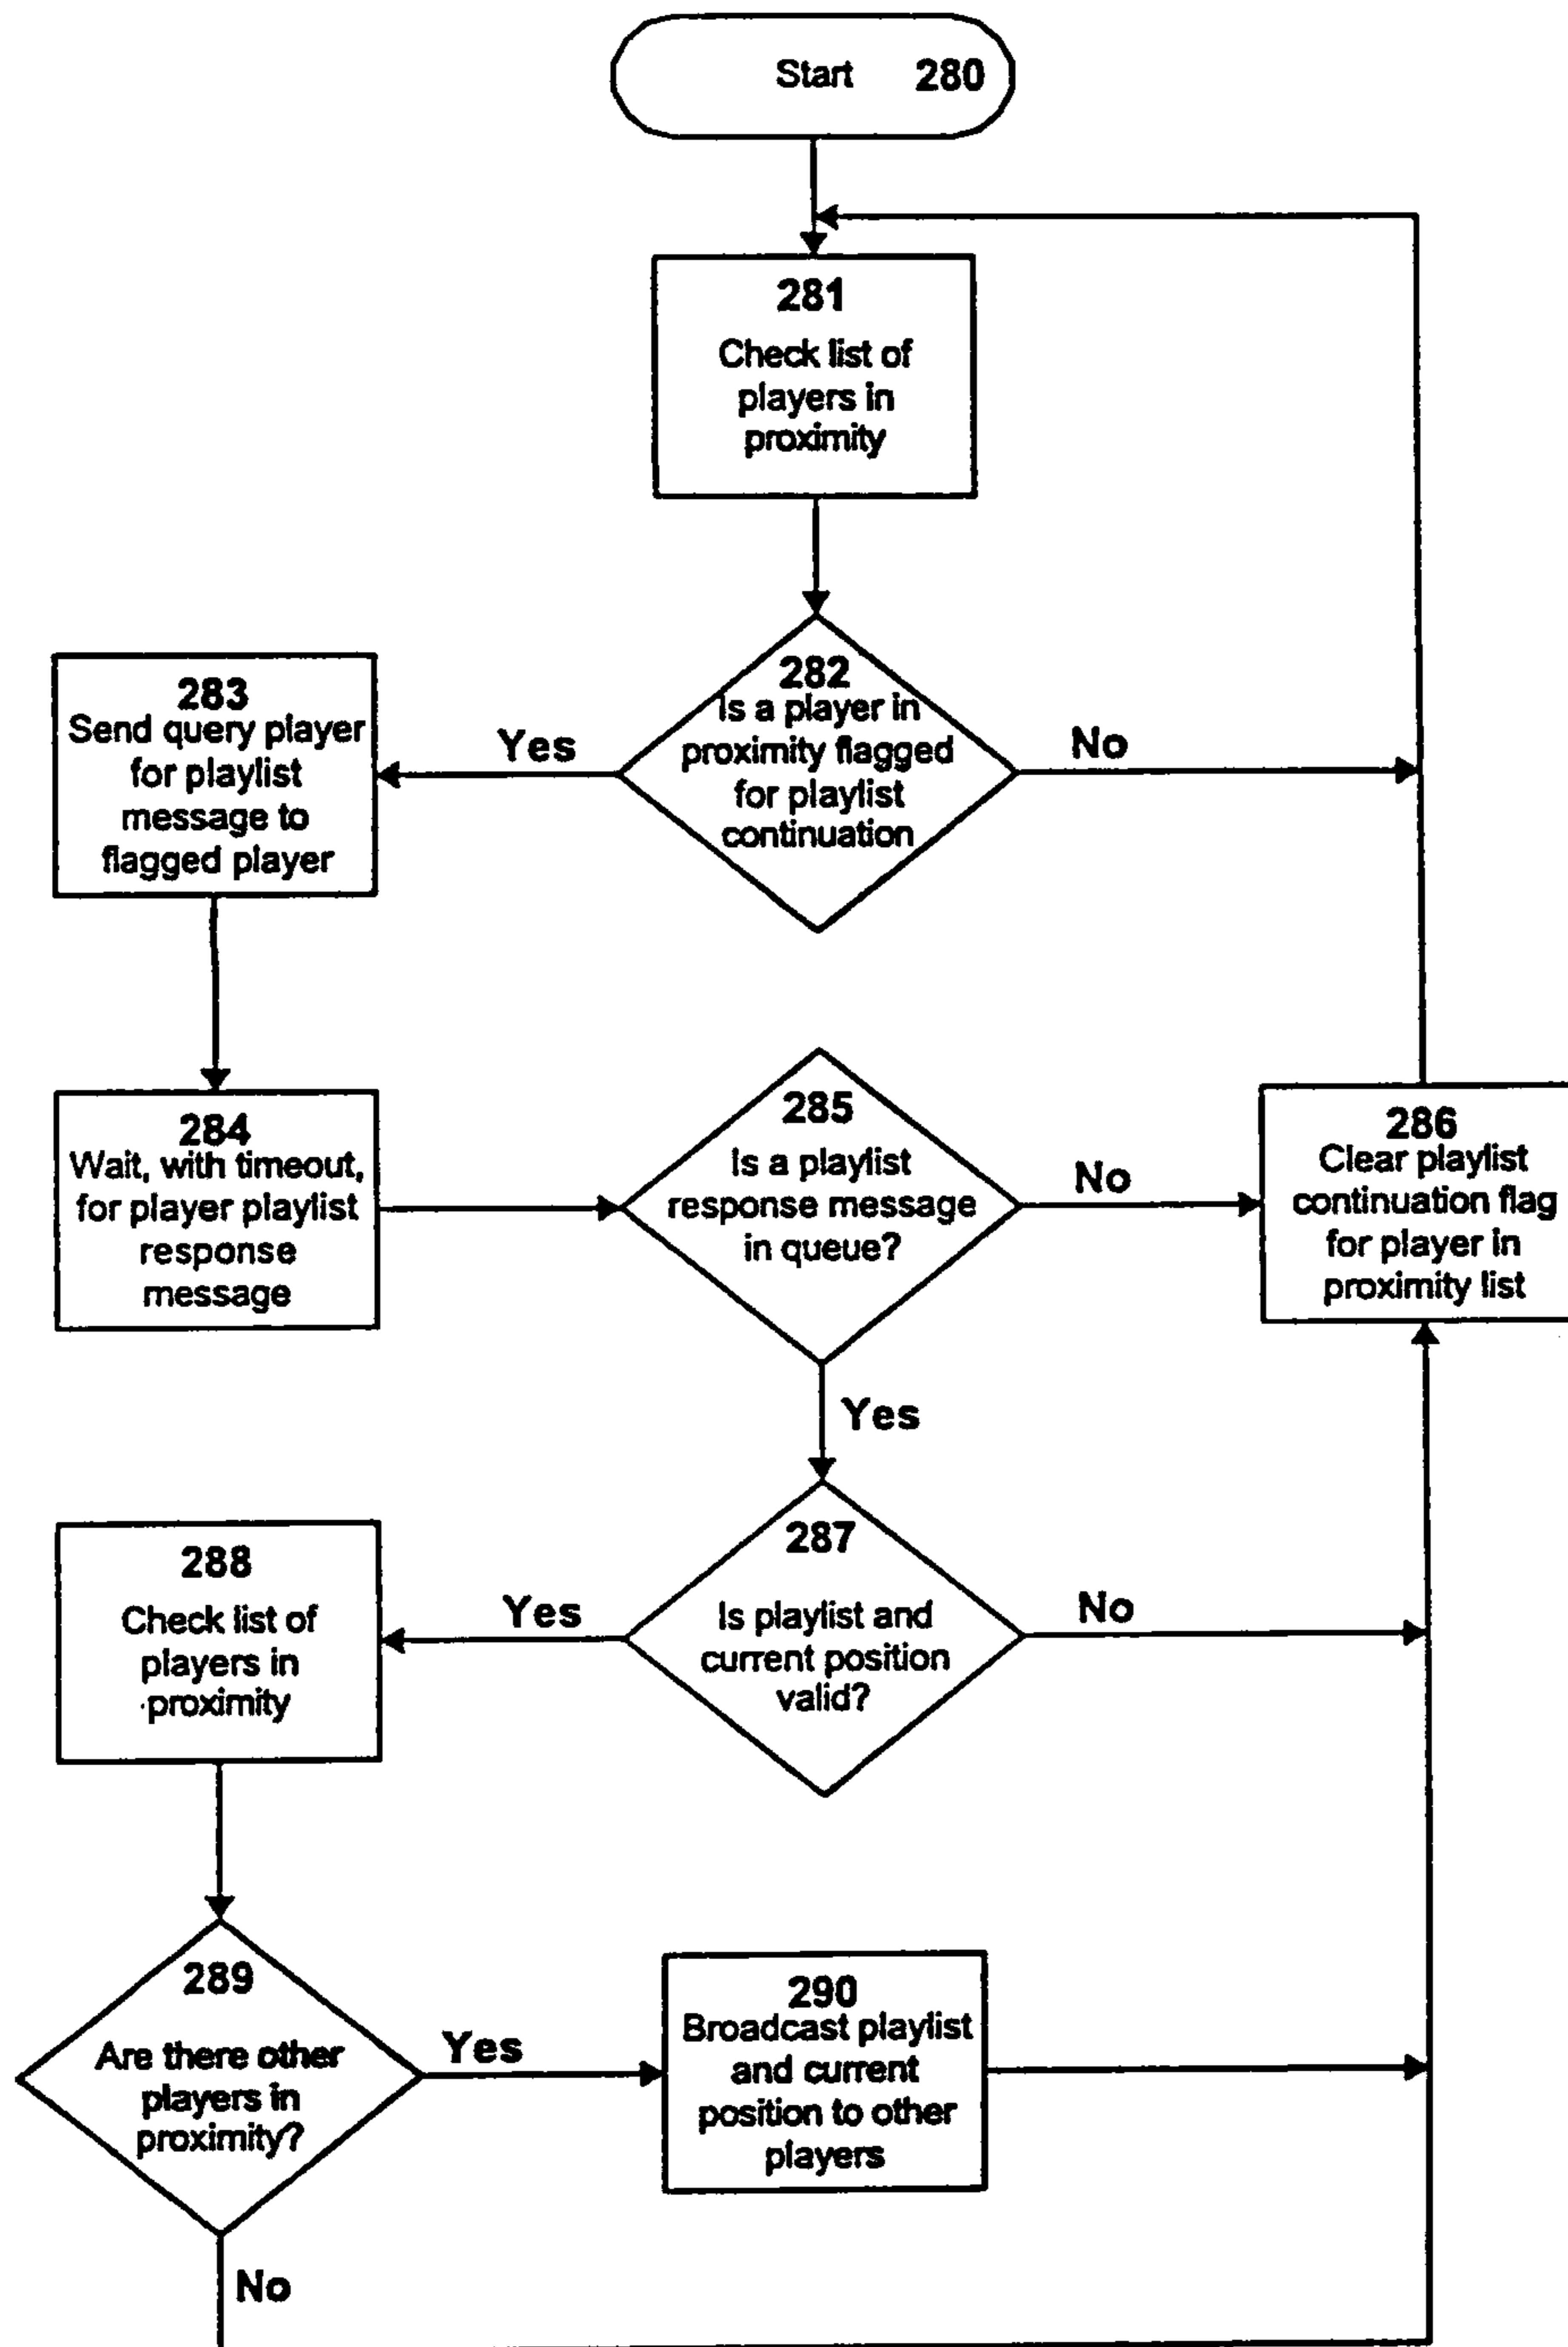 Start 280
281
Check list of
players in
proximity
282
Is a player in
proximity flagged
for playlist
continuation
Yes
No
283
Send query player
for playlist
message to
flagged player
284
Wait, with timeout,
for player playlist
response
message
285
Is a playlist
response message
in queue?
No
Yes
286
Clear playlist
continuation flag
for player in
proximity list
287
Is playlist and
current position
valid?
Yes
No
288
Check list of
players in
proximity
289
Are there other
players in
proximity?
Yes
No
290
Broadcast playlist
and current
position to other
players